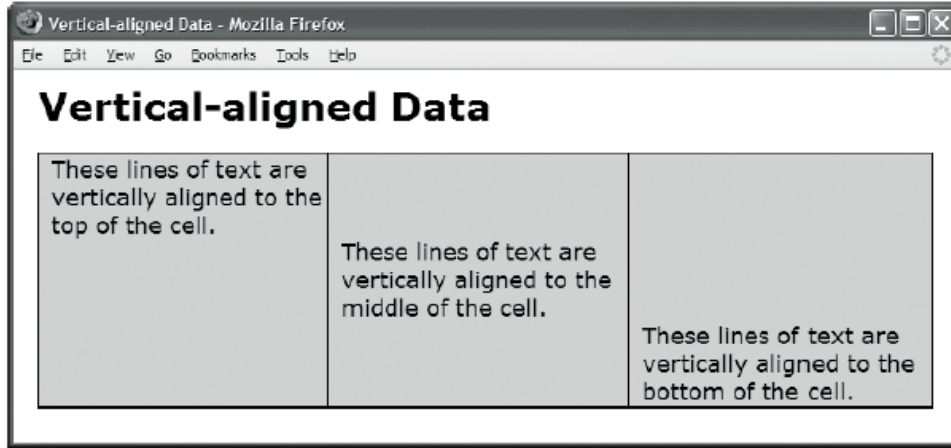 Vertical-aligned Data - Mozilla Firefox
File Edit View Go Bookmarks Tools Help
Vertical-aligned Data
These lines of text are
vertically aligned to the
top of the cell.
These lines of text are
vertically aligned to the
middle of the cell.
These lines of text are
vertically aligned to the
bottom of the cell.